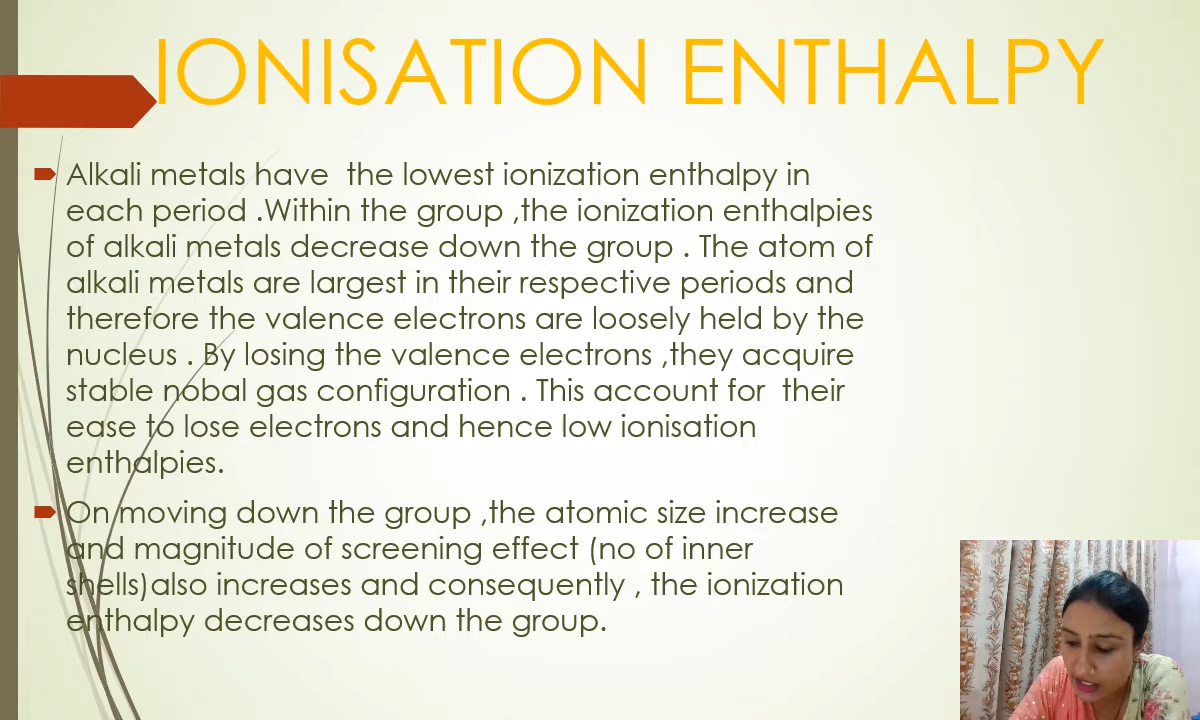 IONISATION ENTHALPY
Alkali metals have  the lowest ionization enthalpy in
each period .Within the group ,the ionization enthalpies
of alkali metals decrease down the group . The atom of
alkali metals are largest in their respective periods and
therefore the valence electrons are loosely held by the
nucleus . By losing the valence electrons ,they acquire
stable nobal gas configuration . This account for  their
ease to lose electrons and hence low ionisation
enthalpies.
On moving down the group ,the atomic size increase
and magnitude of screening effect (no of inner
shells)also increases and consequently , the ionization
enthalpy decreases down the group.